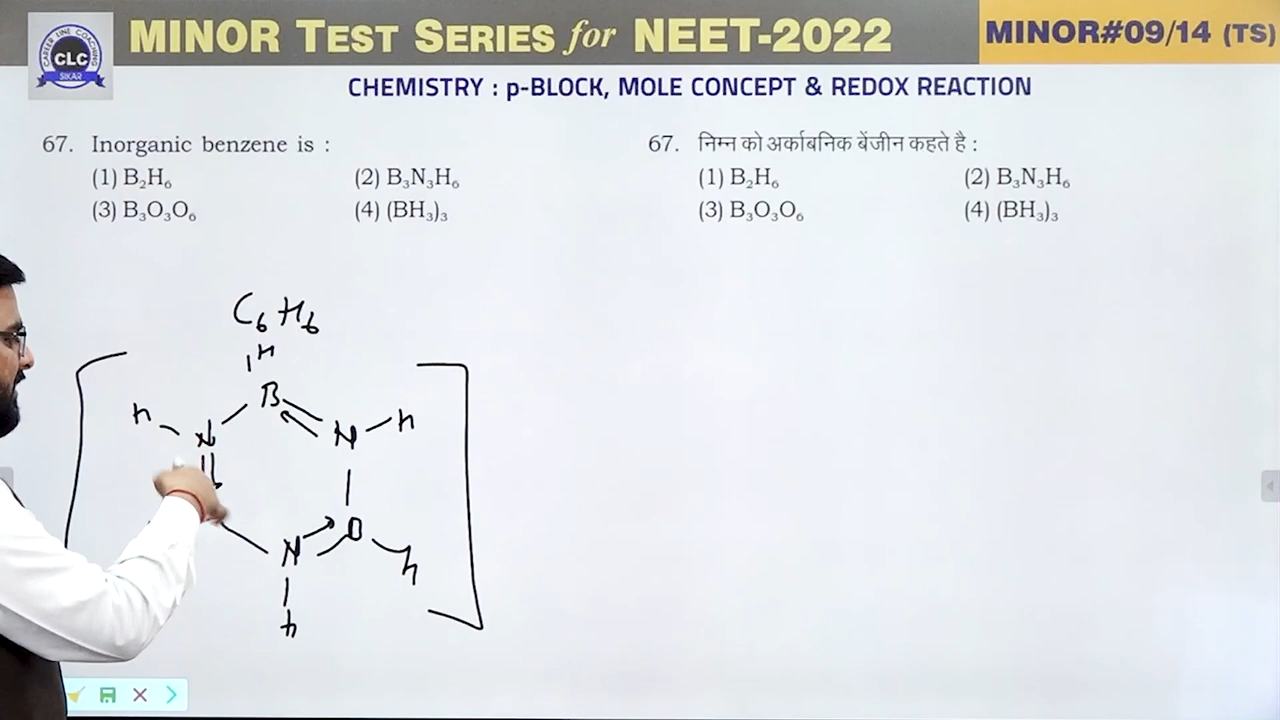 CAREER LINE COACHING
CLC
SIKAR
MINOR TEST SERIES for NEET-2022
MINOR#09/14 (TS)
CHEMISTRY : p-BLOCK, MOLE CONCEPT & REDOX REACTION
67. Inorganic benzene is :
(1) B₂H₆ (2) B₃N₃H₆
(3) B₃O₃O₆ (4) (BH₃)₃
67. निम्न को अर्काबनिक बेंजीन कहते है :
(1) B₂H₆ (2) B₃N₃H₆
(3) B₃O₃O₆ (4) (BH₃)₃
C₆H₆
H
B
H N N H
N B H
H